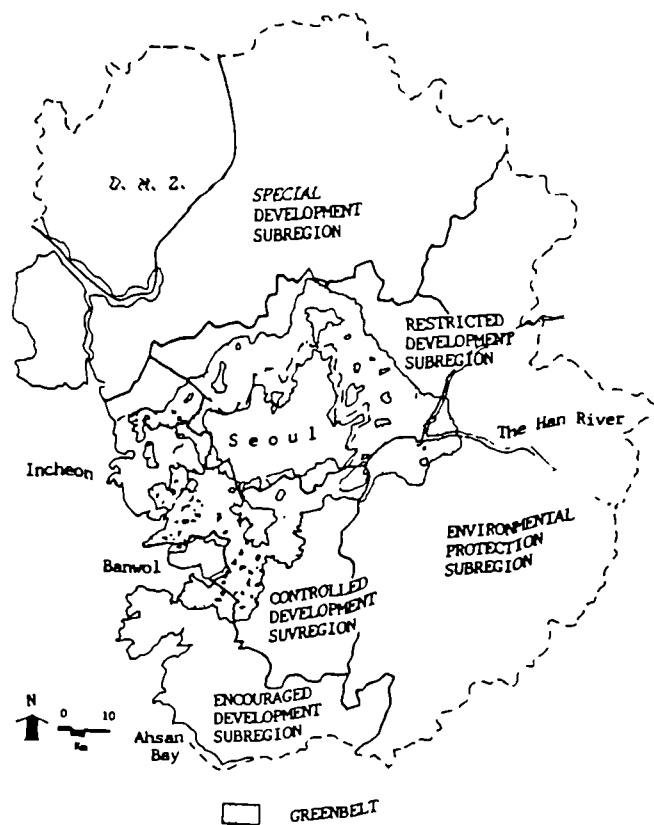 D. M. Z.
SPECIAL
DEVELOPMENT
SUBREGION
RESTRICTED
DEVELOPMENT
SUBREGION
The Han River
Seoul
Incheon
ENVIRONMENTAL
PROTECTION
SUBREGION
Banwol
CONTROLLED
DEVELOPMENT
SUVREGION
ENCOURAGED
DEVELOPMENT
SUBREGION
N
0 10
Km
Ahsan
Bay
GREENBELT